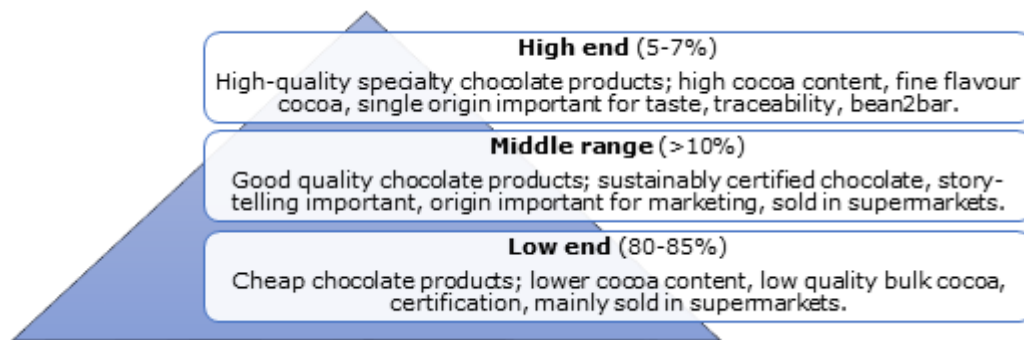 High end (5-7%)
High-quality specialty chocolate products; high cocoa content, fine flavour
cocoa, single origin important for taste, traceability, bean2bar.
Middle range (>10%)
Good quality chocolate products; sustainably certified chocolate, story-
telling important, origin important for marketing, sold in supermarkets.
Low end (80-85%)
Cheap chocolate products; lower cocoa content, low quality bulk cocoa,
certification, mainly sold in supermarkets.